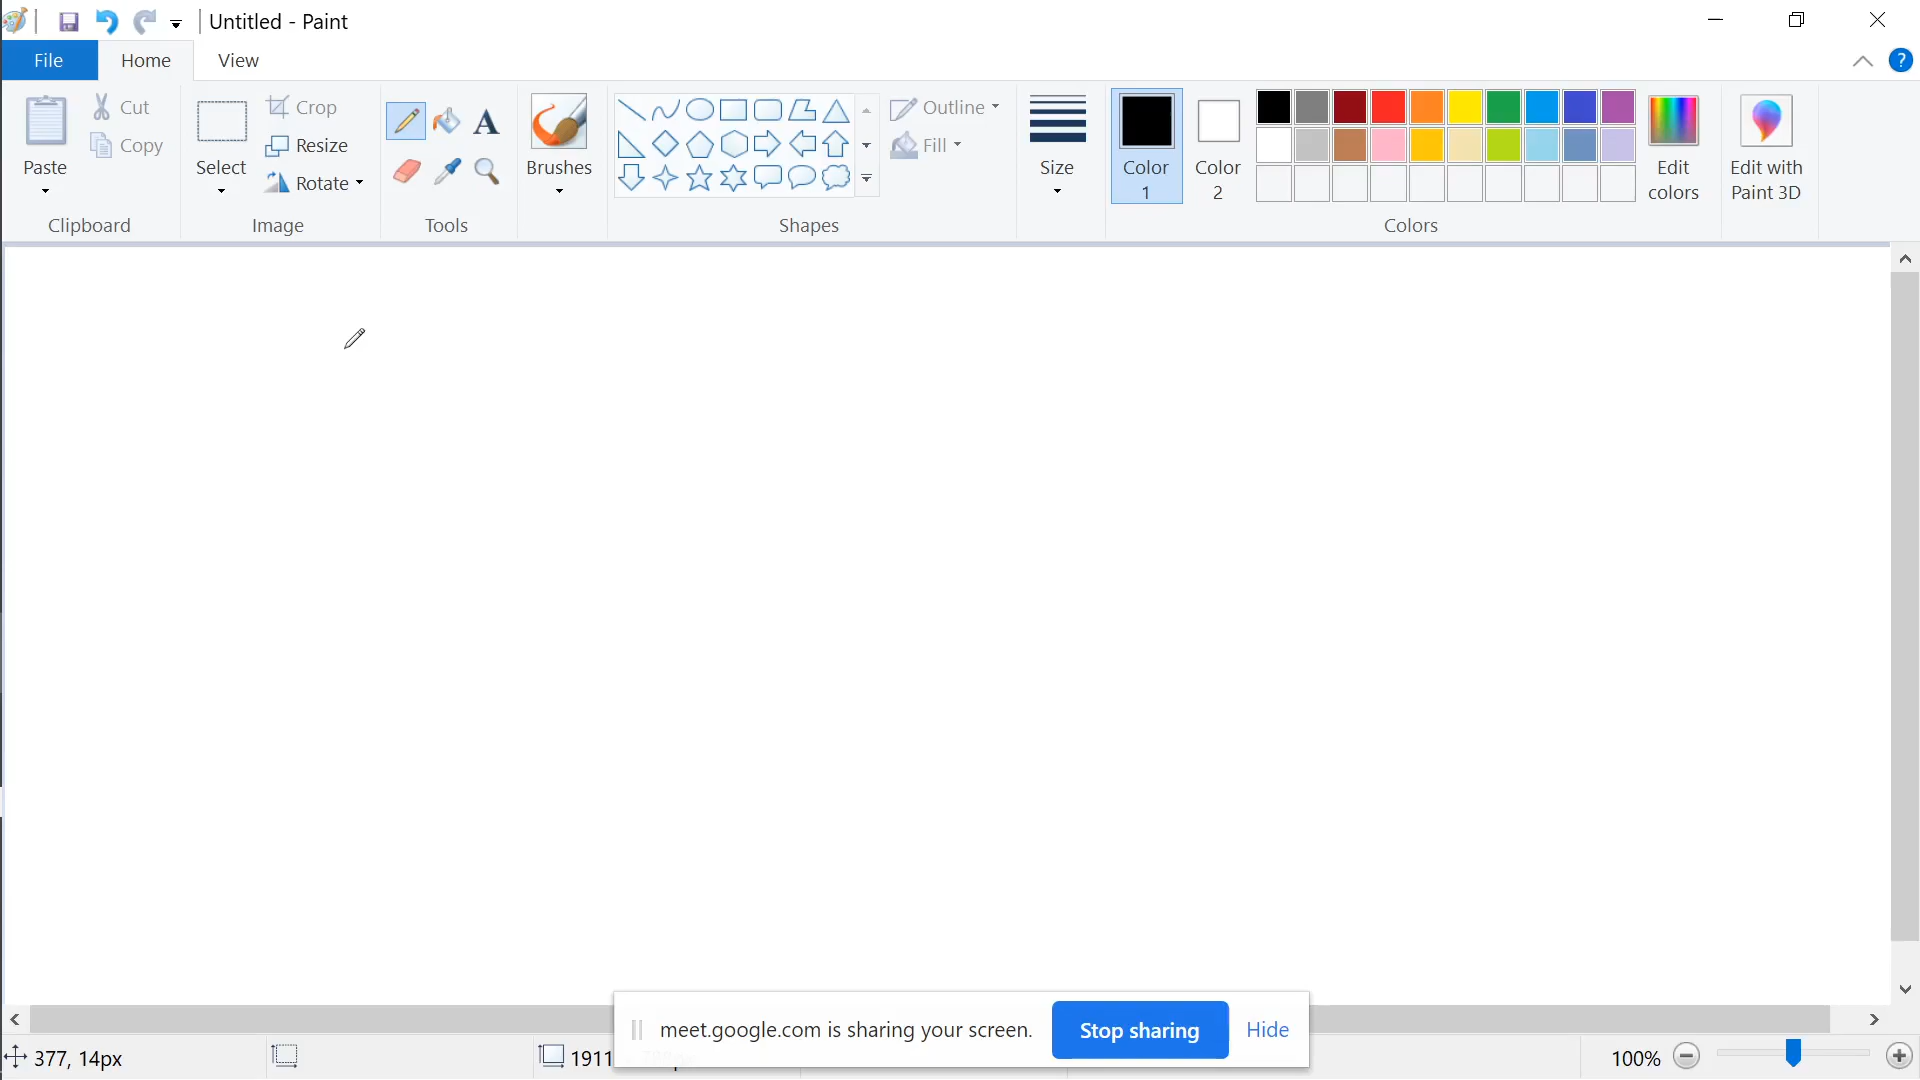 Untitled - Paint
File Home View
Paste
Cut
Copy
Clipboard
Select
Crop
Resize
Rotate
Image
Tools
Brushes
Shapes
Outline
Fill
Size
Color
1
Color
2
Edit
colors
Colors
Edit with
Paint 3D
meet.google.com is sharing your screen. Stop sharing Hide
377, 14px
1911
100%